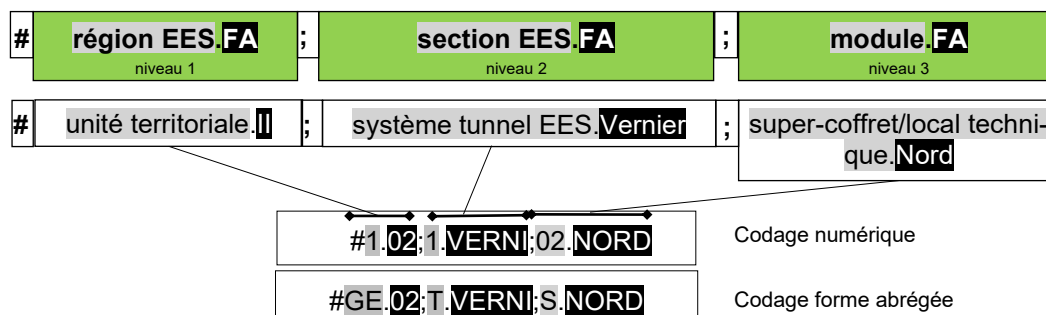 # région EES.FA ; section EES.FA ; module.FA
niveau 1 niveau 2 niveau 3
# unité territoriale.II ; système tunnel EES.Vernier ; super-coffret/local techni-
que.Nord
#1.02;1.VERNI;02.NORD Codage numérique
#GE.02;T.VERNI;S.NORD Codage forme abrégée